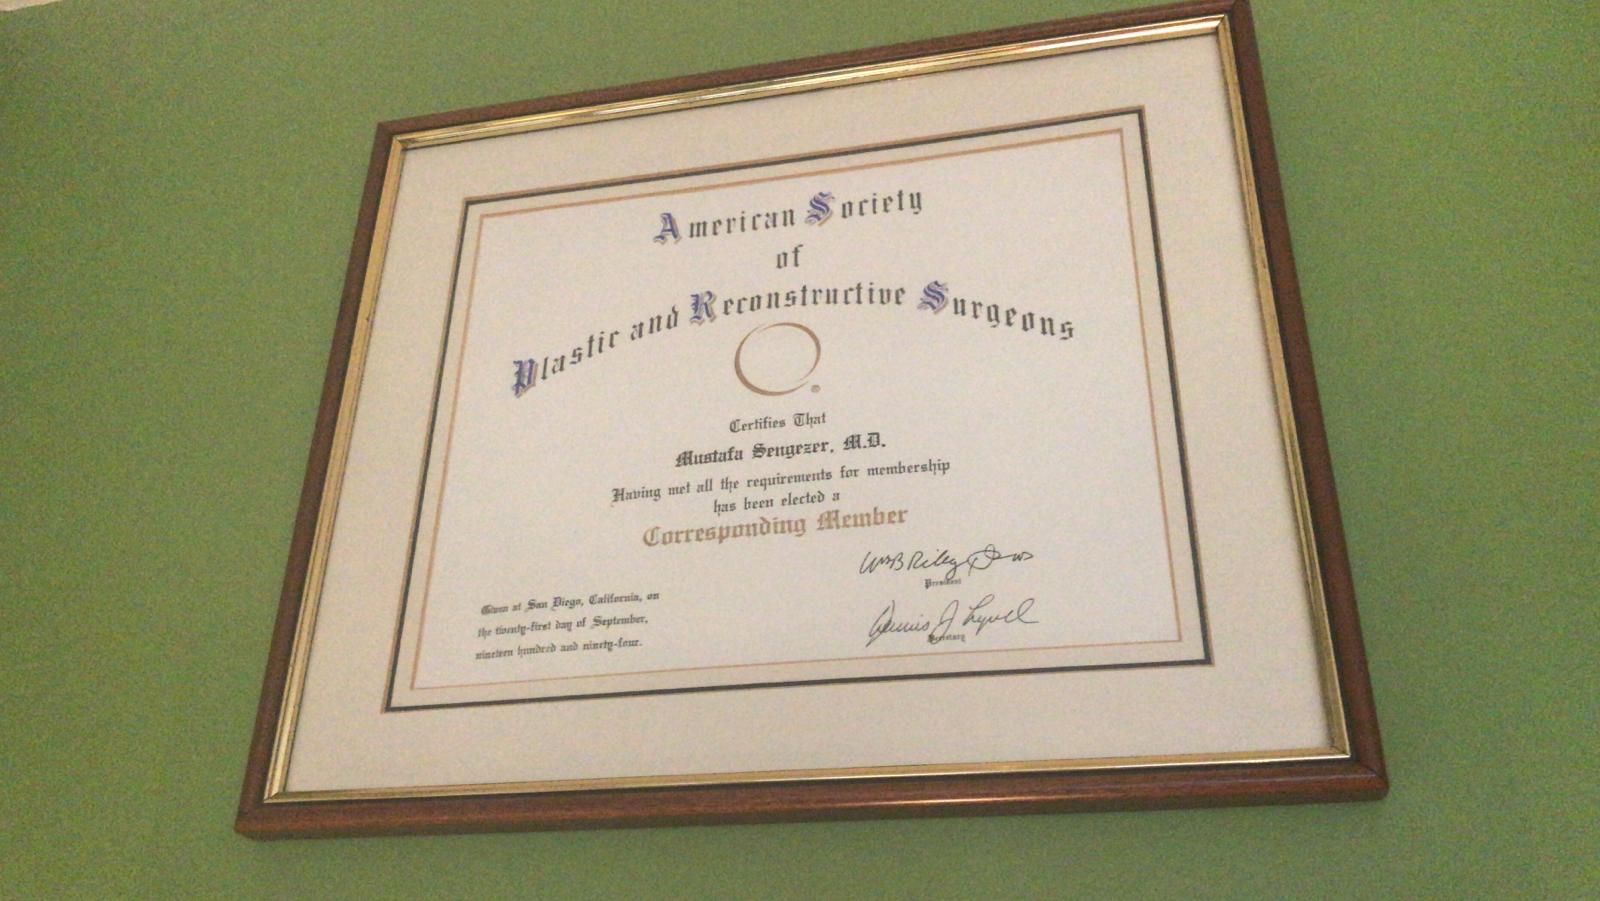 American Society
of
Plastic and Reconstructive Surgeons
Certifies That
Mustafa Sengezer, M.D.
Having met all the requirements for membership
has been elected a
Corresponding Member
President
Secretary
Given at San Diego, California, on
the twenty-first day of September,
nineteen hundred and ninety-four.